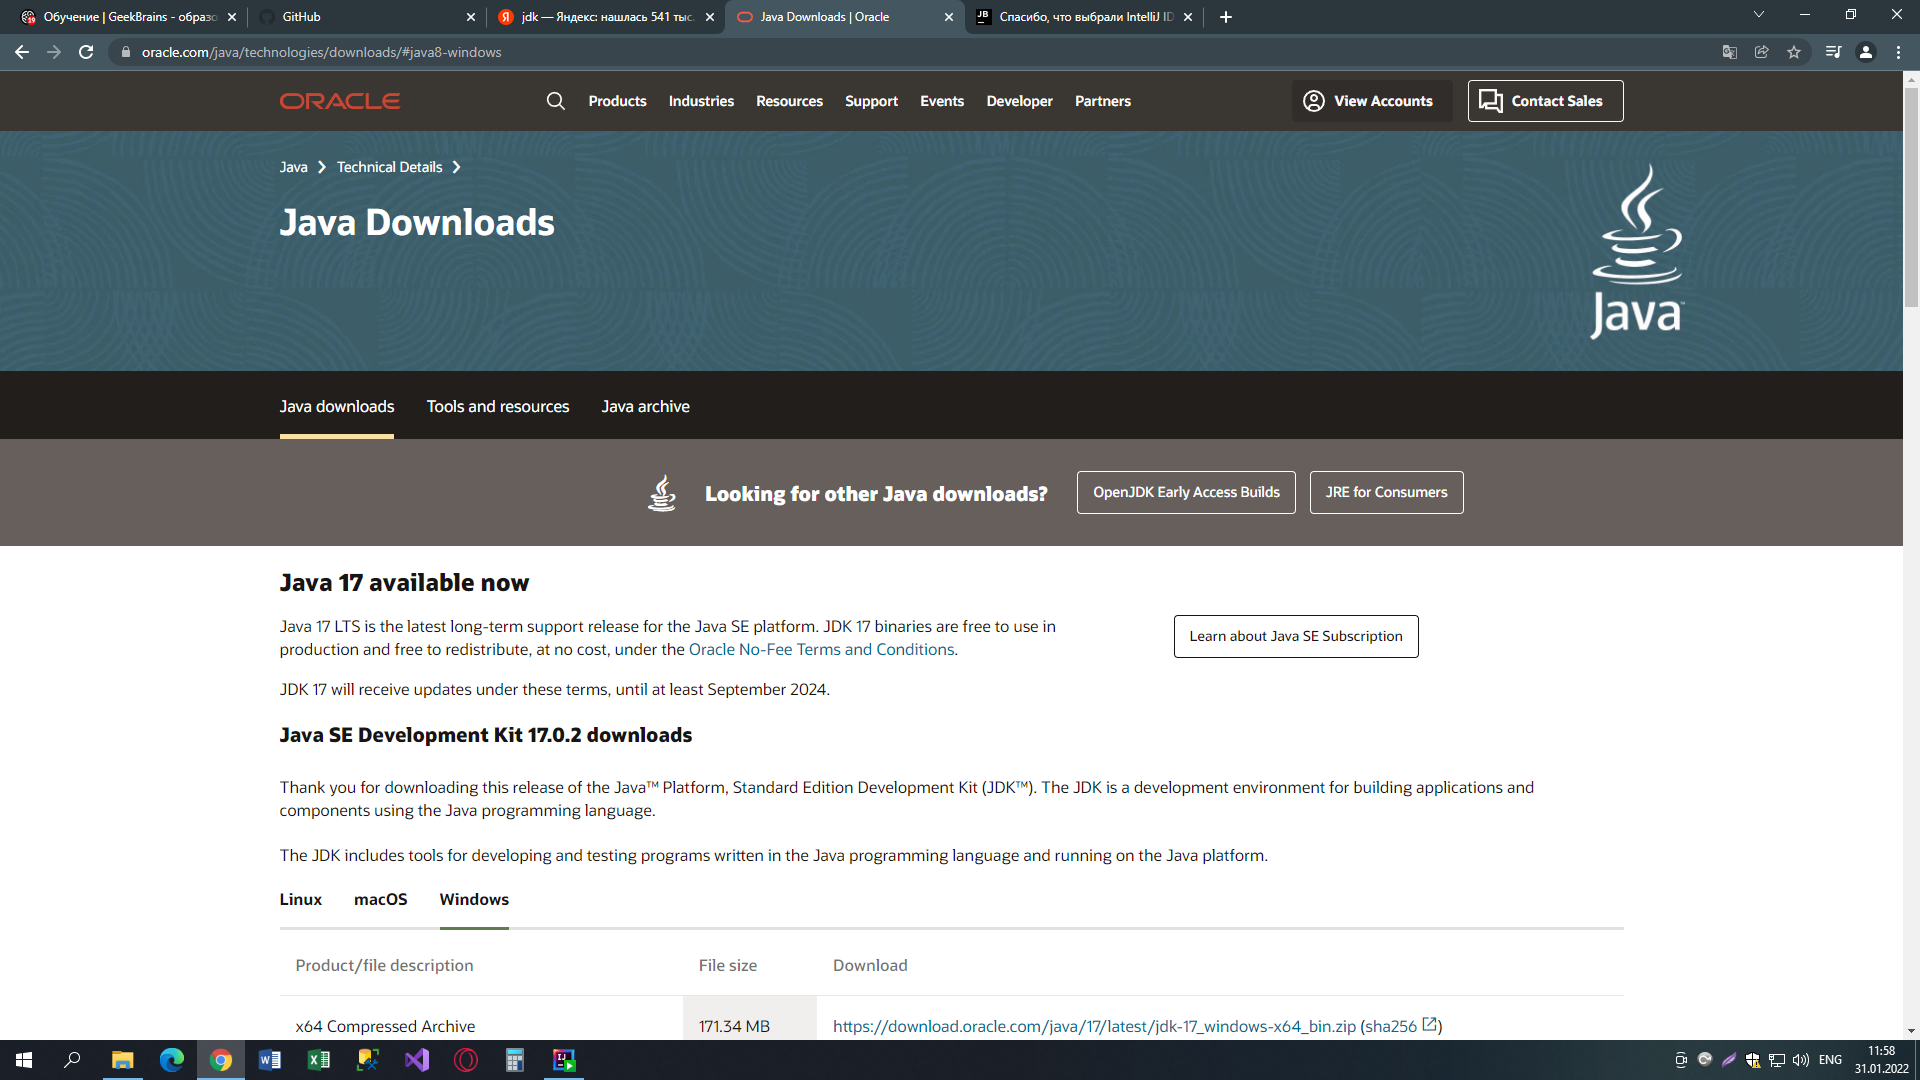 Обучение | GeekBrains - образо
GitHub
jdk — Яндекс: нашлась 541 тыс.
Java Downloads | Oracle
Спасибо, что выбрали IntelliJ ID
oracle.com/java/technologies/downloads/#java8-windows
ORACLE
Products
Industries
Resources
Support
Events
Developer
Partners
View Accounts
Contact Sales
Java
Technical Details
Java Downloads
Java
Java downloads
Tools and resources
Java archive
Looking for other Java downloads?
OpenJDK Early Access Builds
JRE for Consumers
Java 17 available now
Java 17 LTS is the latest long-term support release for the Java SE platform. JDK 17 binaries are free to use in
production and free to redistribute, at no cost, under the Oracle No-Fee Terms and Conditions.
Learn about Java SE Subscription
JDK 17 will receive updates under these terms, until at least September 2024.
Java SE Development Kit 17.0.2 downloads
Thank you for downloading this release of the Java™ Platform, Standard Edition Development Kit (JDK™). The JDK is a development environment for building applications and
components using the Java programming language.
The JDK includes tools for developing and testing programs written in the Java programming language and running on the Java platform.
Linux
macOS
Windows
Product/file description
File size
Download
x64 Compressed Archive
171.34 MB
https://download.oracle.com/java/17/latest/jdk-17_windows-x64_bin.zip (sha256 )
ENG
11:58
31.01.2022